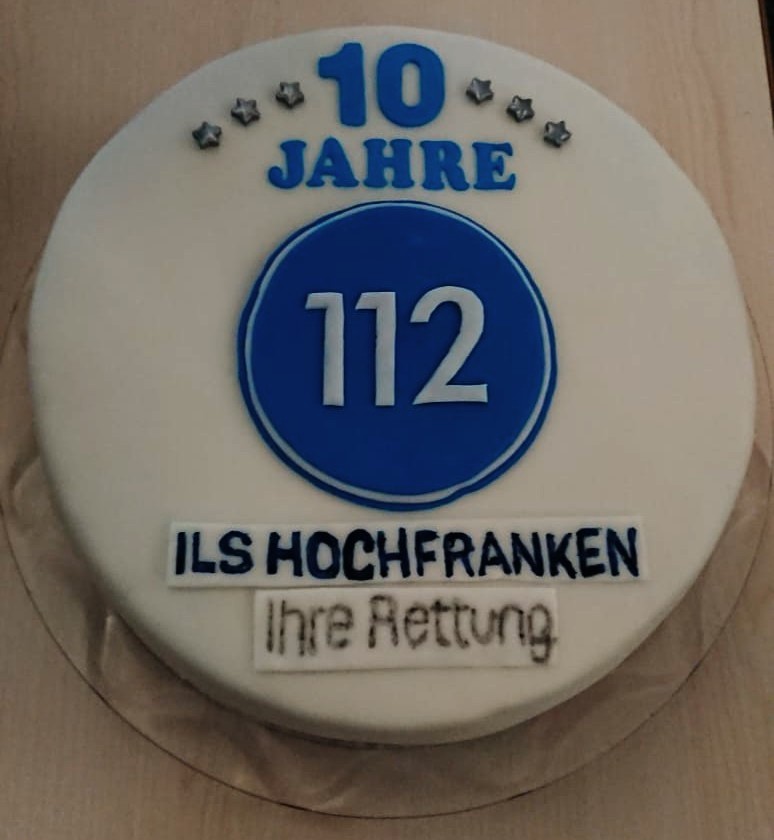 10
JAHRE
112
ILS HOCHFRANKEN
Ihre Rettung